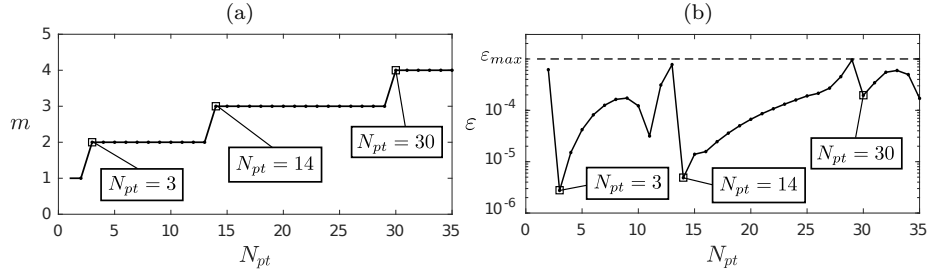 (a)
5
4
3
2
1
0
m
N_pt = 3
N_pt = 14
N_pt = 30
0 5 10 15 20 25 30 35
N_pt
(b)
ε_max
10^-4
10^-5
10^-6
ε
N_pt = 3
N_pt = 14
N_pt = 30
0 5 10 15 20 25 30 35
N_pt